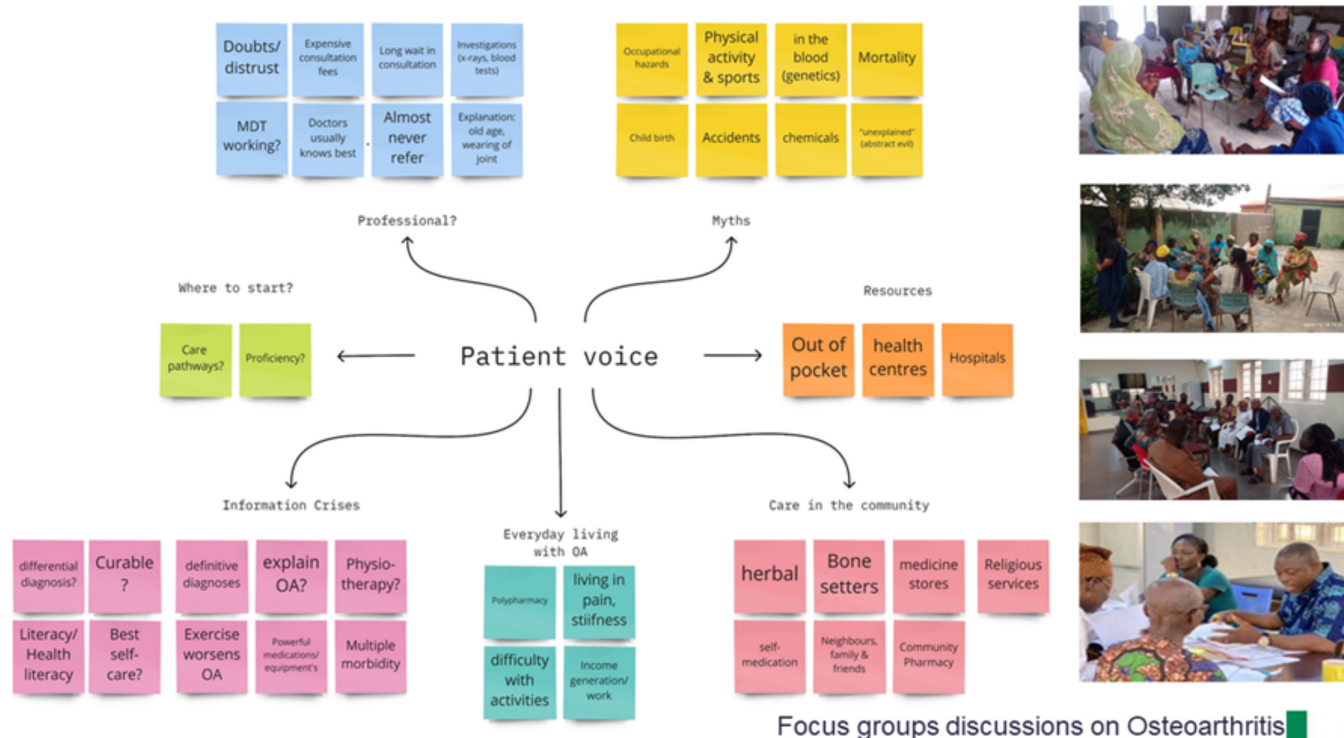 Doubts/
distrust
Expensive
consultation
fees
Long wait in
consultation
Investigations
(x-rays, blood
tests)
MDT
working?
Doctors
usually
knows best
.
Almost
never
refer
Explanation:
old age,
wearing of
joint
Professional?
Occupational
hazards
Physical
activity
& sports
in the
blood
(genetics)
Mortality
Child birth
Accidents
chemicals
"unexplained"
(abstract evil)
Myths
Where to start?
Care
pathways?
Proficiency?
Patient voice
Resources
Out of
pocket
health
centres
Hospitals
Information Crises
differential
diagnosis?
Curable
?
definitive
diagnoses
explain
OA?
Physio-
therapy?
Literacy/
Health
literacy
Best
self-
care?
Exercise
worsens
OA
Powerful
medications/
equipment's
Multiple
morbidity
Everyday living
with OA
Polypharmacy
living in
pain,
stiifness
difficulty
with
activities
Income
generation/
work
Care in the community
herbal
Bone
setters
medicine
stores
Religious
services
self-
medication
Neighbours,
family &
friends
Community
Pharmacy
Focus groups discussions on Osteoarthritis